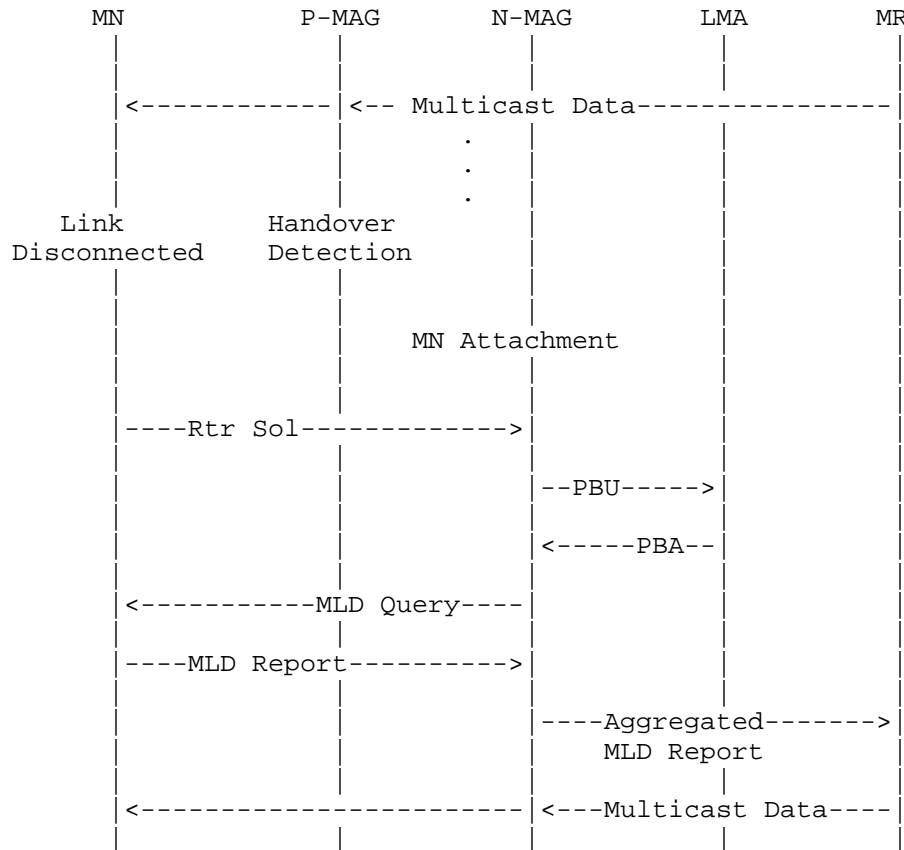 MN P-MAG N-MAG LMA MR
Multicast Data
Link Handover
Disconnected Detection
MN Attachment
Rtr Sol
PBU
PBA
MLD Query
MLD Report
Aggregated
MLD Report
Multicast Data